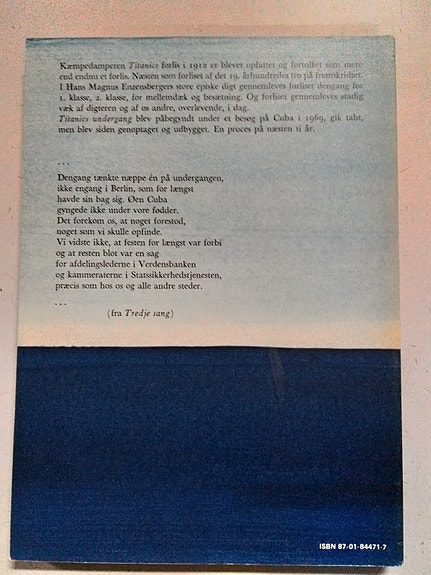 Kæmpedamperen Titanics forlis i 1912 er blevet opfattet og fortolket som mere
end endnu et forlis. Næsten som forliset af det 19. århundredes tro på fremskridtet.
I Hans Magnus Enzensbergers store episke digt gennemleves forliset dengang for
1. klasse, 2. klasse, for mellemdæk og besætning. Og forliset gennemleves stadig
væk af digteren og af os andre, overlevende, i dag.
Titanics undergang blev påbegyndt under et besøg på Cuba i 1969, gik tabt,
men blev siden genoptaget og udbygget. En proces på næsten ti år.
...
Dengang tænkte næppe én på undergangen,
ikke engang i Berlin, som for længst
havde sin bag sig. Øen Cuba
gyngede ikke under vore fødder.
Det forekom os, at noget forestod,
noget som vi skulle opfinde.
Vi vidste ikke, at festen for længst var forbi
og at resten blot var en sag
for afdelingslederne i Verdensbanken
og kammeraterne i Statssikkerhedstjenesten,
præcis som hos os og alle andre steder.
...
(fra Tredje sang)
ISBN 87-01-84471-7